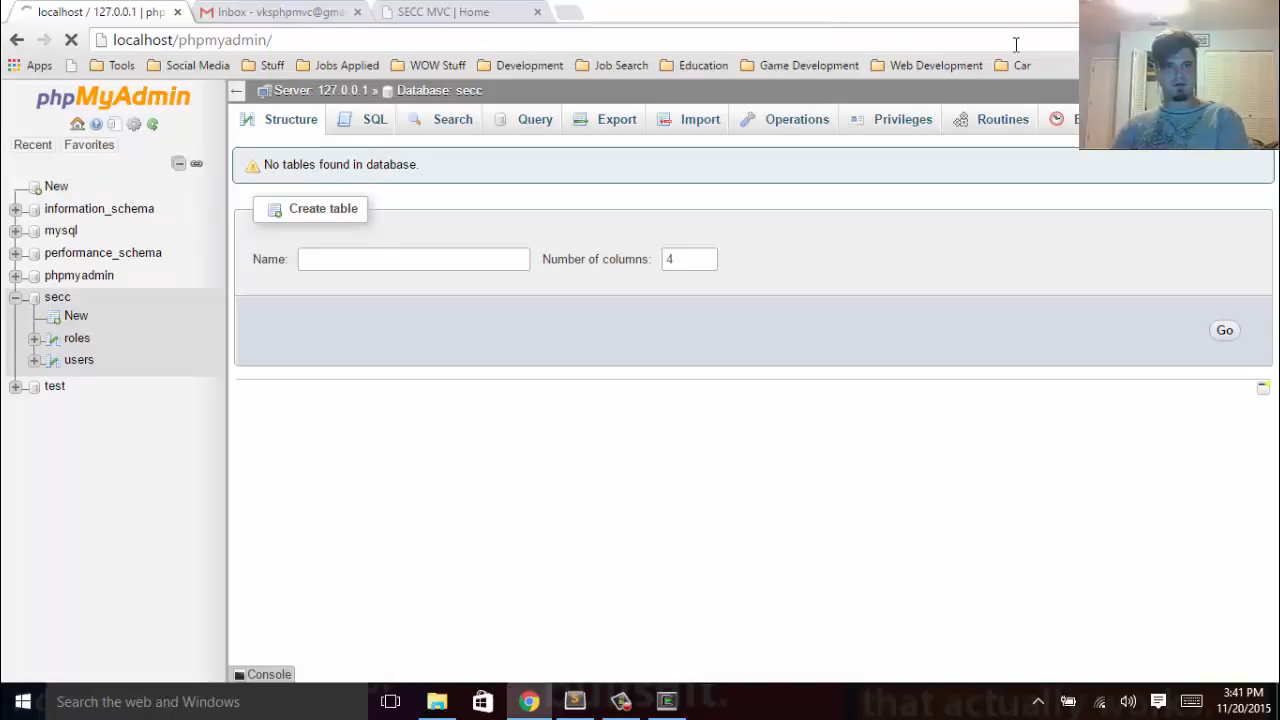 localhost / 127.0.0.1 | php
Inbox - vksphpmvc@gma
SECC MVC | Home
localhost/phpmyadmin/
Apps
Tools
Social Media
Stuff
Jobs Applied
WOW Stuff
Development
Job Search
Education
Game Development
Web Development
Car
phpMyAdmin
Server: 127.0.0.1 » Database: secc
Structure
SQL
Search
Query
Export
Import
Operations
Privileges
Routines
E
Recent
Favorites
No tables found in database.
New
information_schema
mysql
performance_schema
phpmyadmin
secc
New
roles
users
test
Create table
Name:
Number of columns:
4
Go
Console
Search the web and Windows
3:41 PM
11/20/2015